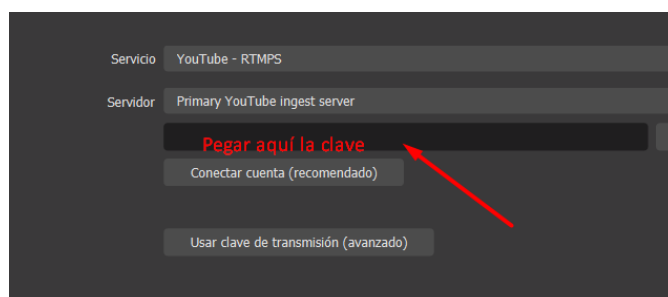 Servicio YouTube - RTMPS
Servidor Primary YouTube ingest server
Pegar aquí la clave
Conectar cuenta (recomendado)
Usar clave de transmisión (avanzado)